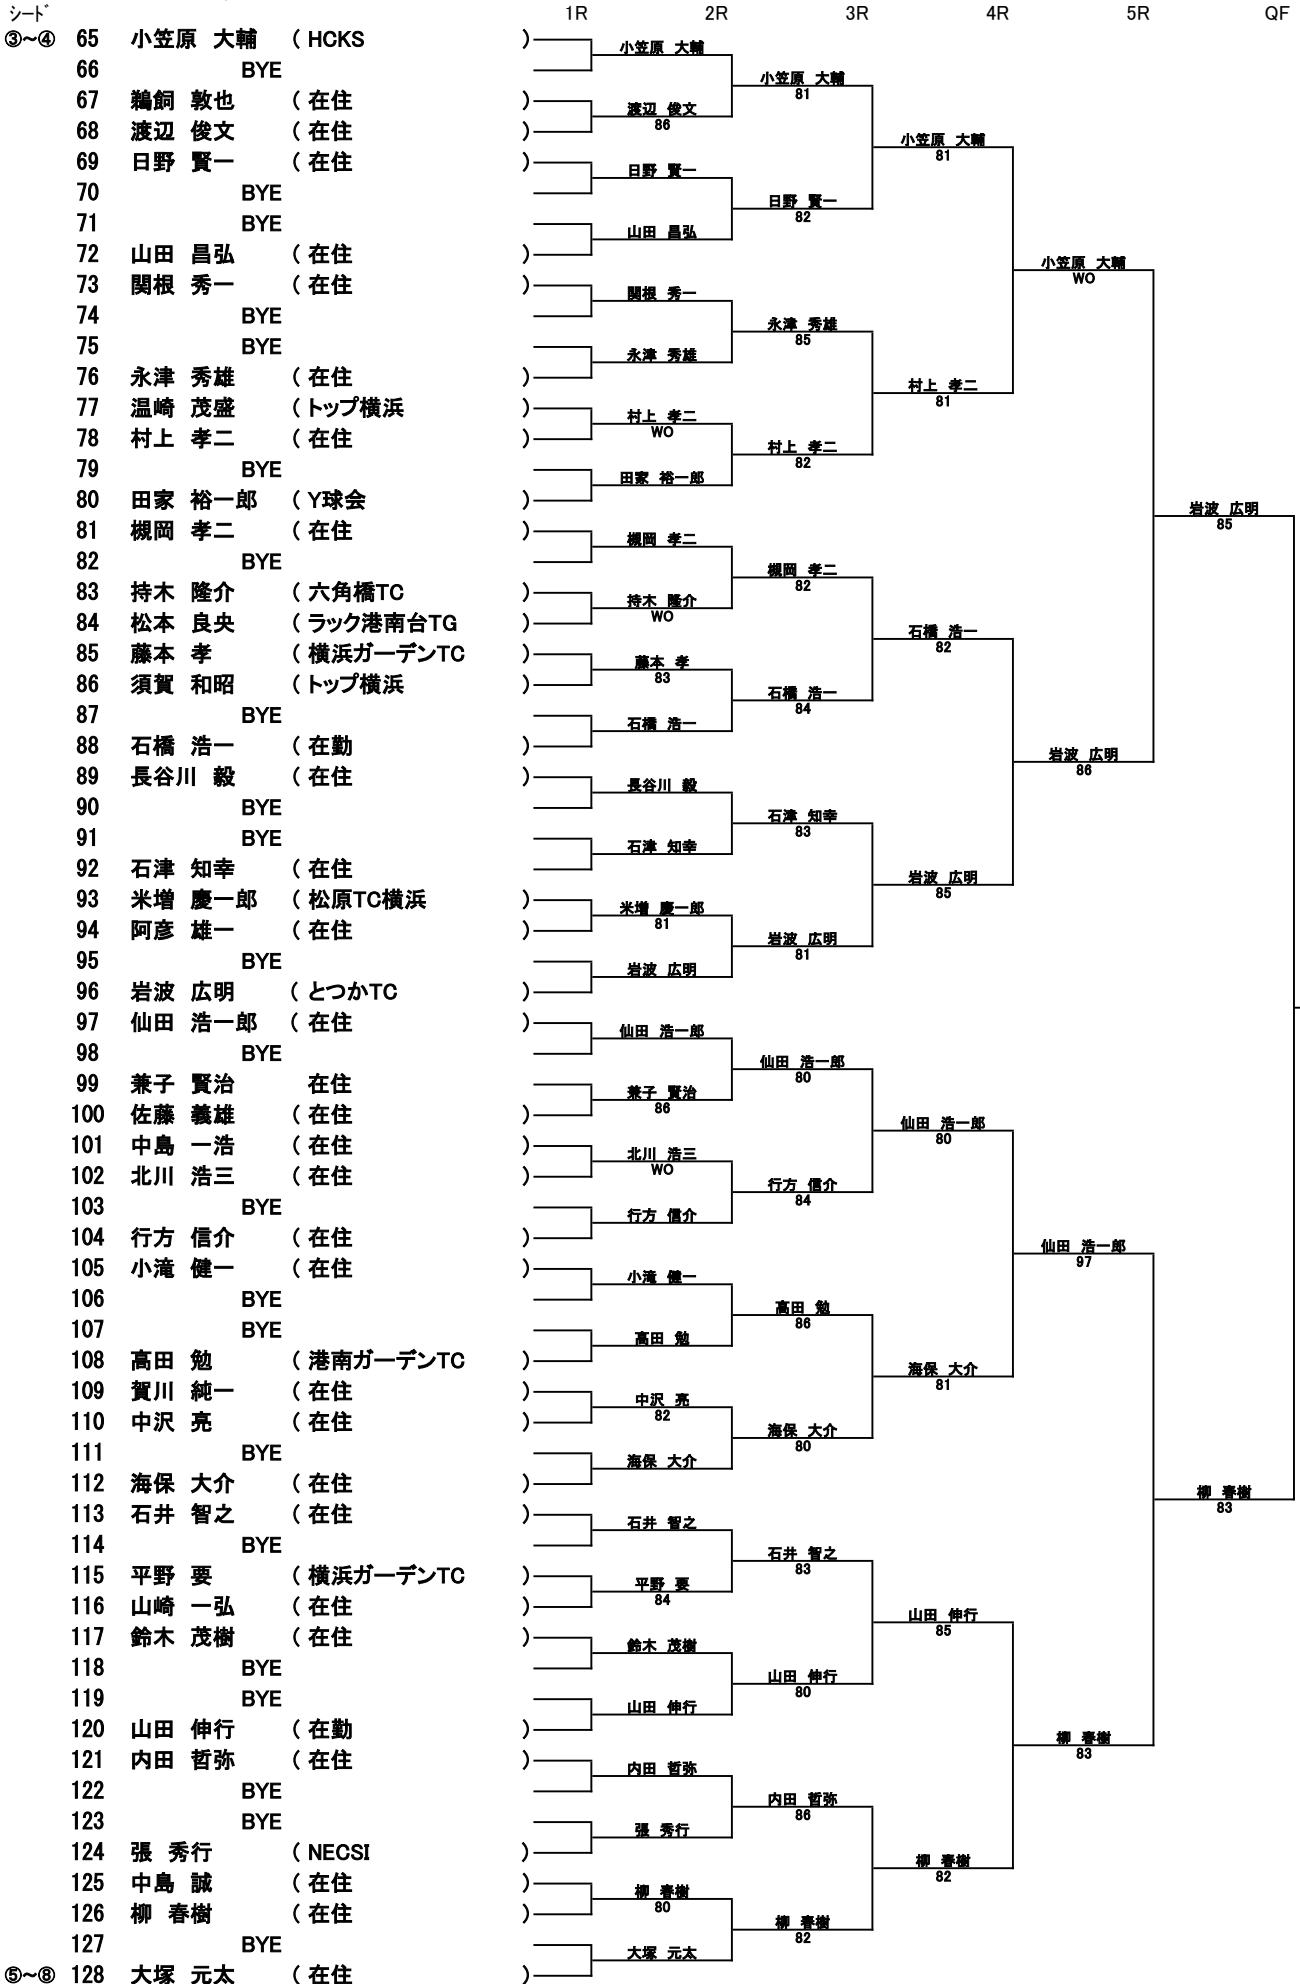 シード 1R 2R 3R 4R 5R QF
③～④ 65 小笠原 大輔 ( HCKS )
小笠原 大輔
66 BYE
小笠原 大輔
81
67 鵜飼 敦也 ( 在住 )
渡辺 俊文
86
68 渡辺 俊文 ( 在住 )
小笠原 大輔
81
69 日野 賢一 ( 在住 )
日野 賢一
70 BYE
日野 賢一
82
71 BYE
山田 昌弘
72 山田 昌弘 ( 在住 )
小笠原 大輔
WO
73 関根 秀一 ( 在住 )
関根 秀一
74 BYE
永津 秀雄
85
75 BYE
永津 秀雄
76 永津 秀雄 ( 在住 )
村上 孝二
81
77 温崎 茂盛 ( トップ横浜 )
村上 孝二
WO
78 村上 孝二 ( 在住 )
村上 孝二
82
79 BYE
田家 裕一郎
80 田家 裕一郎 ( Y球会 )
岩波 広明
85
81 槻岡 孝二 ( 在住 )
槻岡 孝二
82 BYE
槻岡 孝二
82
83 持木 隆介 ( 六角橋TC )
持木 隆介
WO
84 松本 良央 ( ラック港南台TG )
石橋 浩一
82
85 藤本 孝 ( 横浜ガーデンTC )
藤本 孝
83
86 須賀 和昭 ( トップ横浜 )
石橋 浩一
84
87 BYE
石橋 浩一
88 石橋 浩一 ( 在勤 )
岩波 広明
86
89 長谷川 毅 ( 在住 )
長谷川 毅
90 BYE
石津 知幸
83
91 BYE
石津 知幸
92 石津 知幸 ( 在住 )
岩波 広明
85
93 米増 慶一郎 ( 松原TC横浜 )
米増 慶一郎
81
94 阿彦 雄一 ( 在住 )
岩波 広明
81
95 BYE
岩波 広明
96 岩波 広明 ( とつかTC )
97 仙田 浩一郎 ( 在住 )
仙田 浩一郎
98 BYE
仙田 浩一郎
80
99 兼子 賢治 在住 )
兼子 賢治
86
100 佐藤 義雄 ( 在住 )
仙田 浩一郎
80
101 中島 一浩 ( 在住 )
北川 浩三
WO
102 北川 浩三 ( 在住 )
行方 信介
84
103 BYE
行方 信介
104 行方 信介 ( 在住 )
仙田 浩一郎
97
105 小滝 健一 ( 在住 )
小滝 健一
106 BYE
高田 勉
86
107 BYE
高田 勉
108 高田 勉 ( 港南ガーデンTC )
海保 大介
81
109 賀川 純一 ( 在住 )
中沢 亮
82
110 中沢 亮 ( 在住 )
海保 大介
80
111 BYE
海保 大介
112 海保 大介 ( 在住 )
柳 春樹
83
113 石井 智之 ( 在住 )
石井 智之
114 BYE
石井 智之
83
115 平野 要 ( 横浜ガーデンTC )
平野 要
84
116 山崎 一弘 ( 在住 )
山田 伸行
85
117 鈴木 茂樹 ( 在住 )
鈴木 茂樹
118 BYE
山田 伸行
80
119 BYE
山田 伸行
120 山田 伸行 ( 在勤 )
柳 春樹
83
121 内田 哲弥 ( 在住 )
内田 哲弥
122 BYE
内田 哲弥
86
123 BYE
張 秀行
124 張 秀行 ( NECSI )
柳 春樹
82
125 中島 誠 ( 在住 )
柳 春樹
80
126 柳 春樹 ( 在住 )
柳 春樹
82
127 BYE
大塚 元太
⑤～⑧ 128 大塚 元太 ( 在住 )